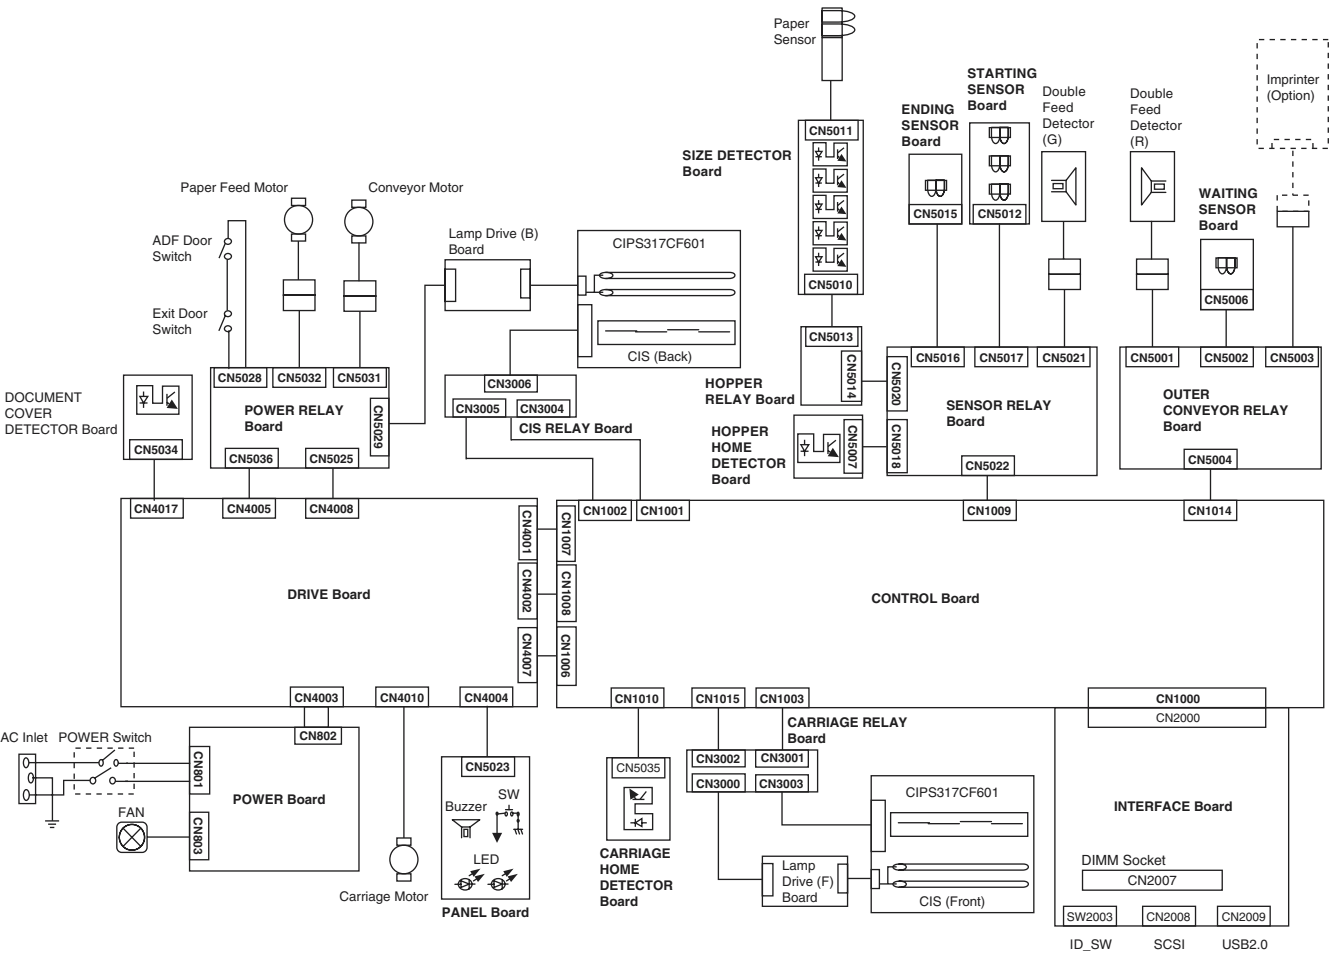 Paper
Sensor
Imprinter
(Option)
STARTING
SENSOR
Board
Double
Feed
Detector
(G)
Double
Feed
Detector
(R)
ENDING
SENSOR
Board
CN5011
SIZE DETECTOR
Board
CN5015
CN5012
WAITING
SENSOR
Board
Paper Feed Motor
Conveyor Motor
ADF Door
Switch
Lamp Drive (B)
Board
CIPS317CF601
CN5010
CN5006
Exit Door
Switch
CIS (Back)
CN5013
CN5014
CN5020
CN5016
CN5017
CN5021
CN5001
CN5002
CN5003
CN5028
CN5032
CN5031
CN3006
HOPPER
RELAY Board
DOCUMENT
COVER
DETECTOR Board
POWER RELAY
Board
CN5029
CN3005
CN3004
CIS RELAY Board
SENSOR RELAY
Board
OUTER
CONVEYOR RELAY
Board
HOPPER
HOME
DETECTOR
Board
CN5007
CN5018
CN5034
CN5036
CN5025
CN5022
CN5004
CN4017
CN4005
CN4008
CN4001
CN1007
CN1002
CN1001
CN1009
CN1014
CN4002
CN1008
DRIVE Board
CONTROL Board
CN4007
CN1006
CN4003
CN4010
CN4004
CN1010
CN1015
CN1003
CN1000
CN2000
AC Inlet
POWER Switch
CN802
CARRIAGE RELAY
Board
CN801
CN5023
CN5035
CN3002
CN3001
CN3000
CN3003
POWER Board
Buzzer
SW
CIPS317CF601
INTERFACE Board
FAN
CN803
LED
CARRIAGE
HOME
DETECTOR
Board
Lamp
Drive (F)
Board
DIMM Socket
CN2007
Carriage Motor
CIS (Front)
PANEL Board
SW2003
CN2008
CN2009
ID_SW
SCSI
USB2.0